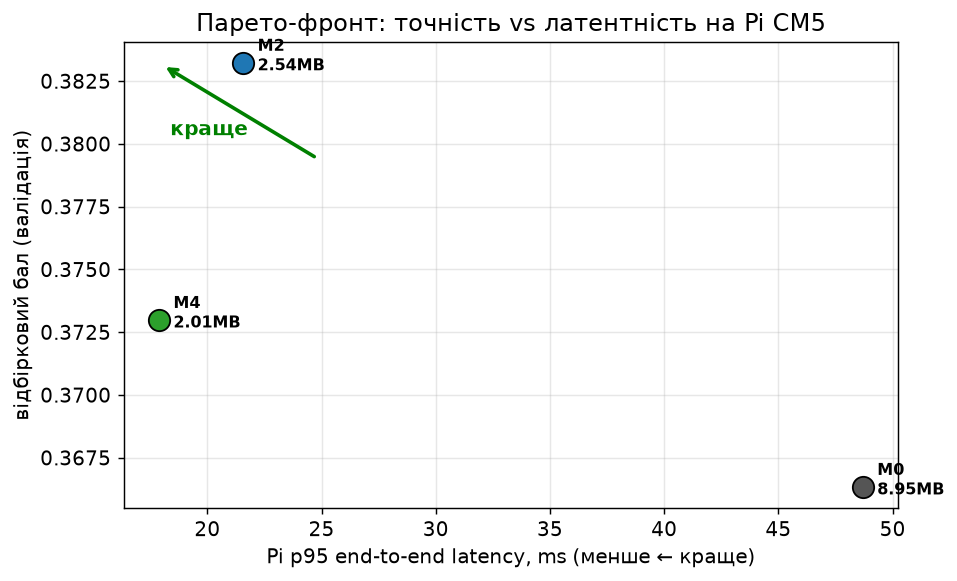 Парето-фронт: точність vs латентність на Pi CM5
M2
2.54MB
краще
M4
2.01MB
M0
8.95MB
0.3825
0.3800
0.3775
0.3750
0.3725
0.3700
0.3675
відбірковий бал (валідація)
20 25 30 35 40 45 50
Pi p95 end-to-end latency, ms (менше ← краще)